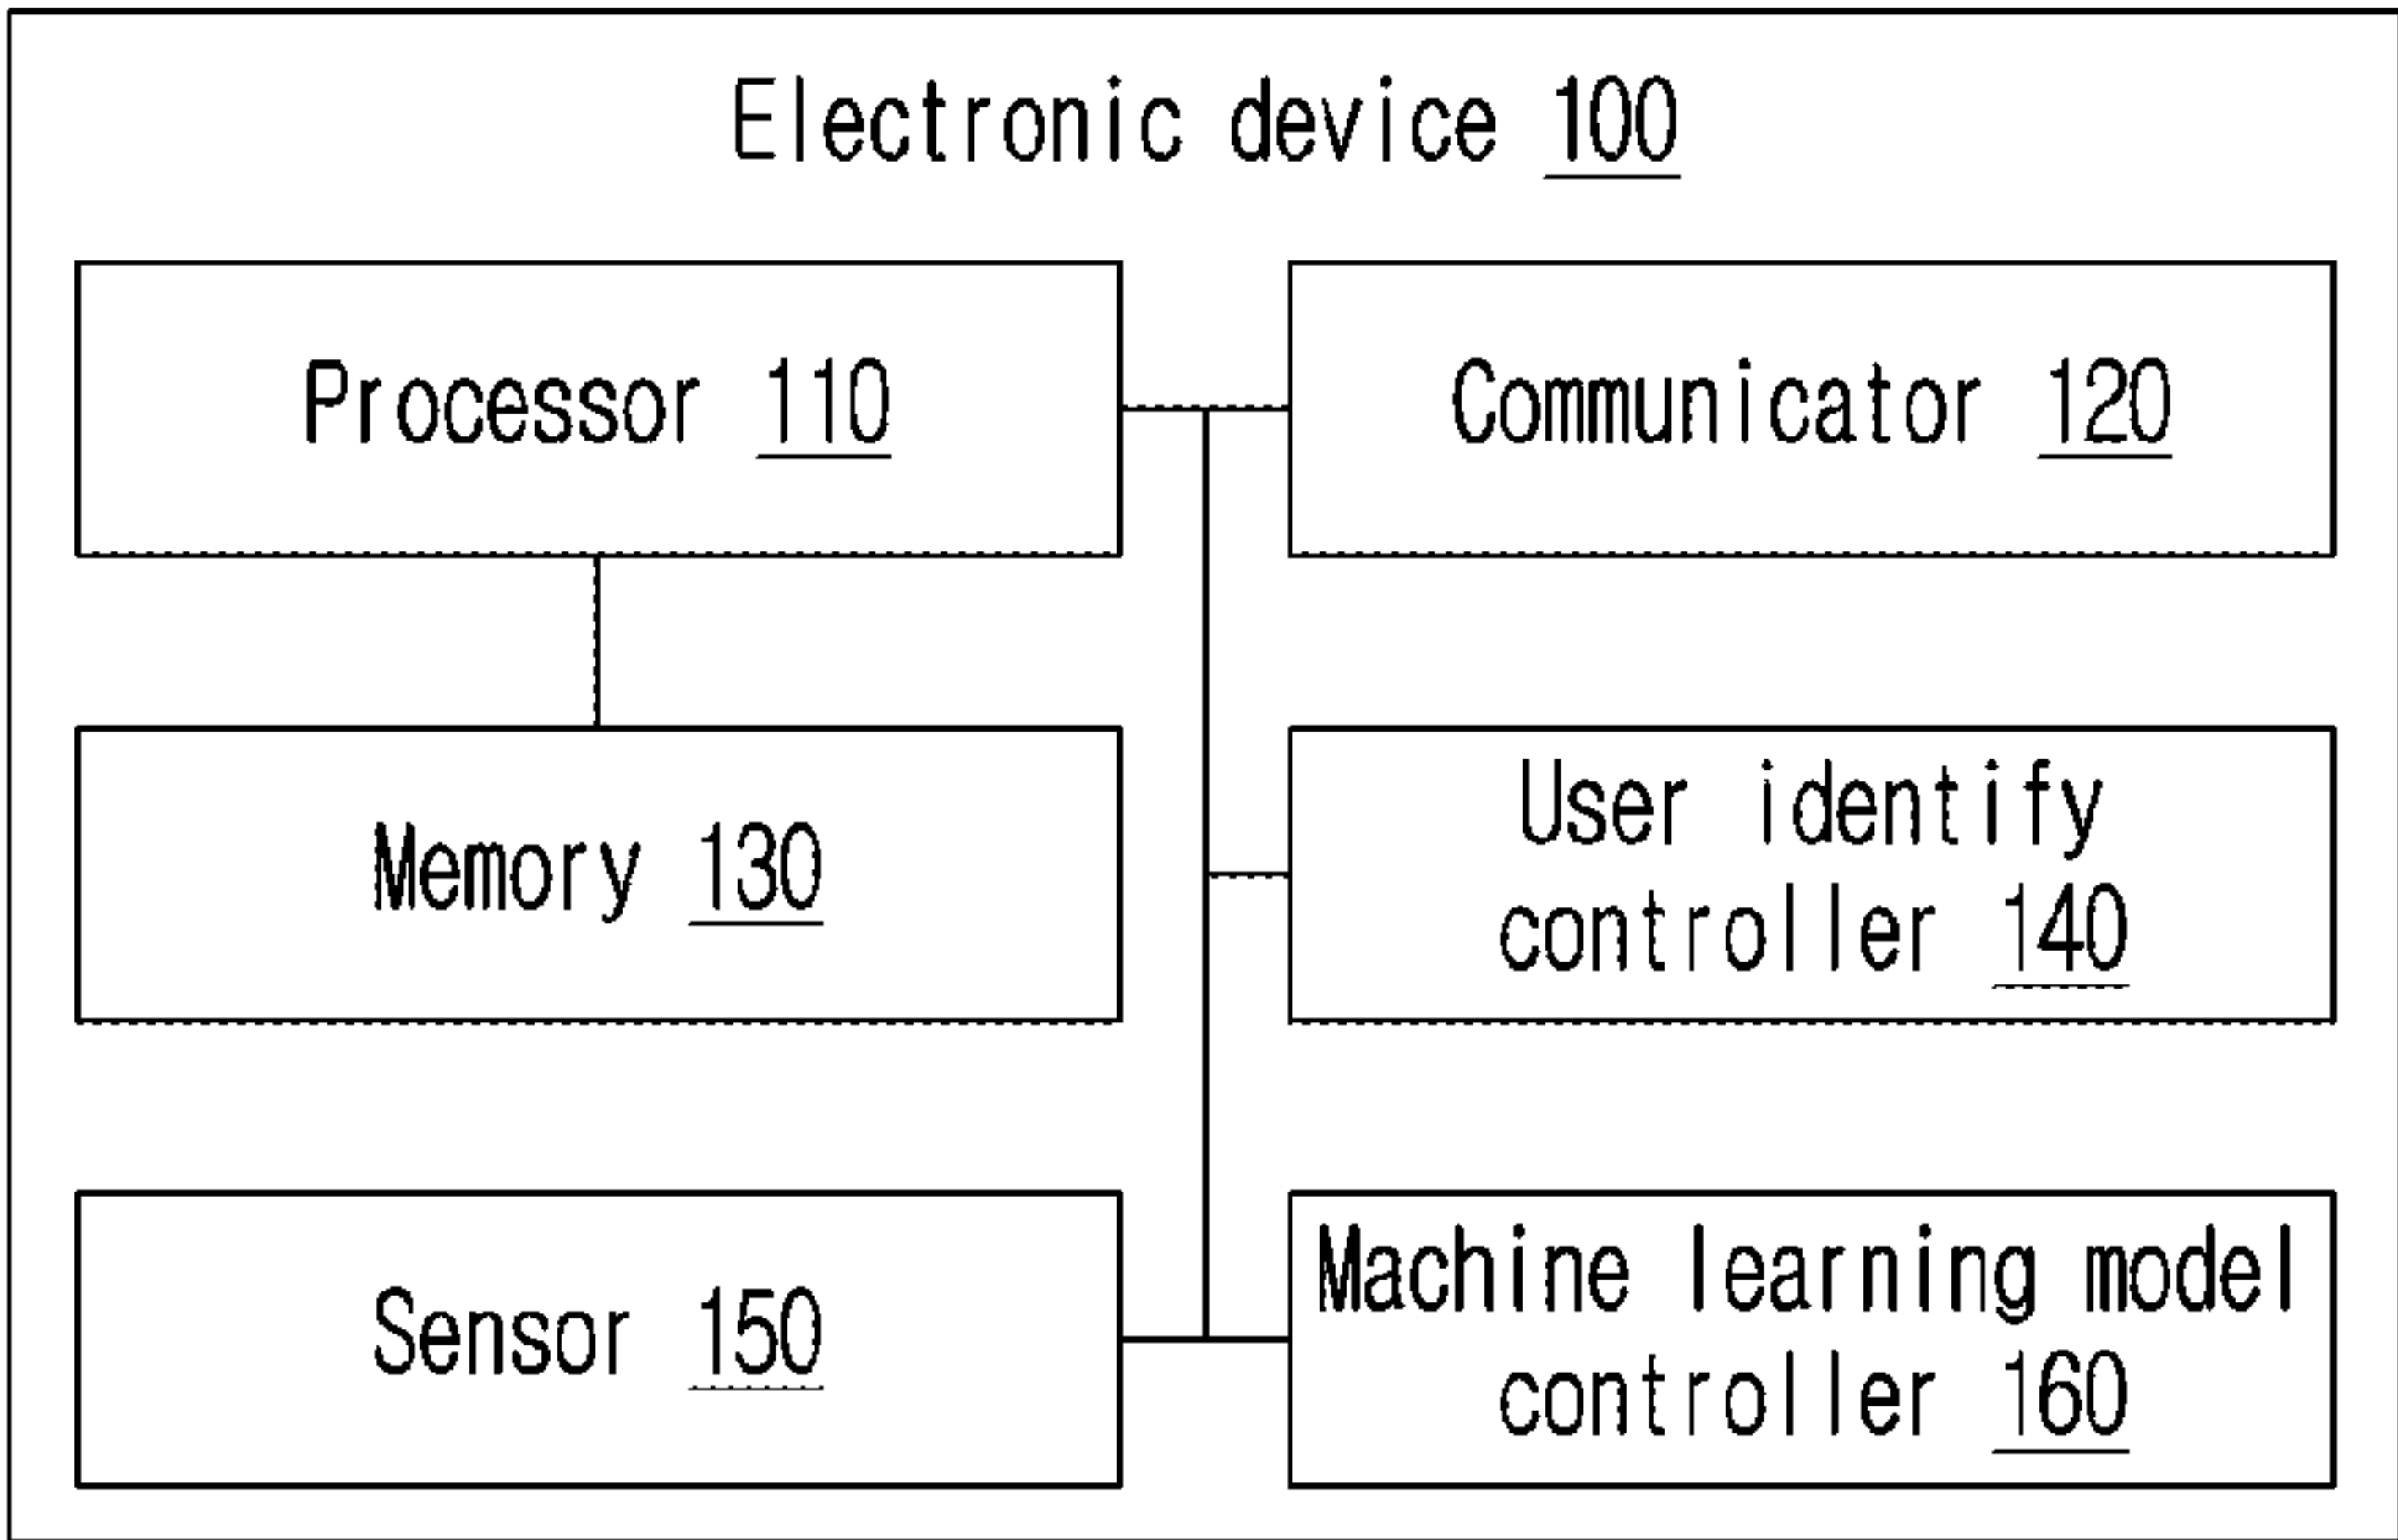 Electronic device 100
Processor 110
Communicator 120
Memory 130
User identify
controller 140
Sensor 150
Machine learning model
controller 160